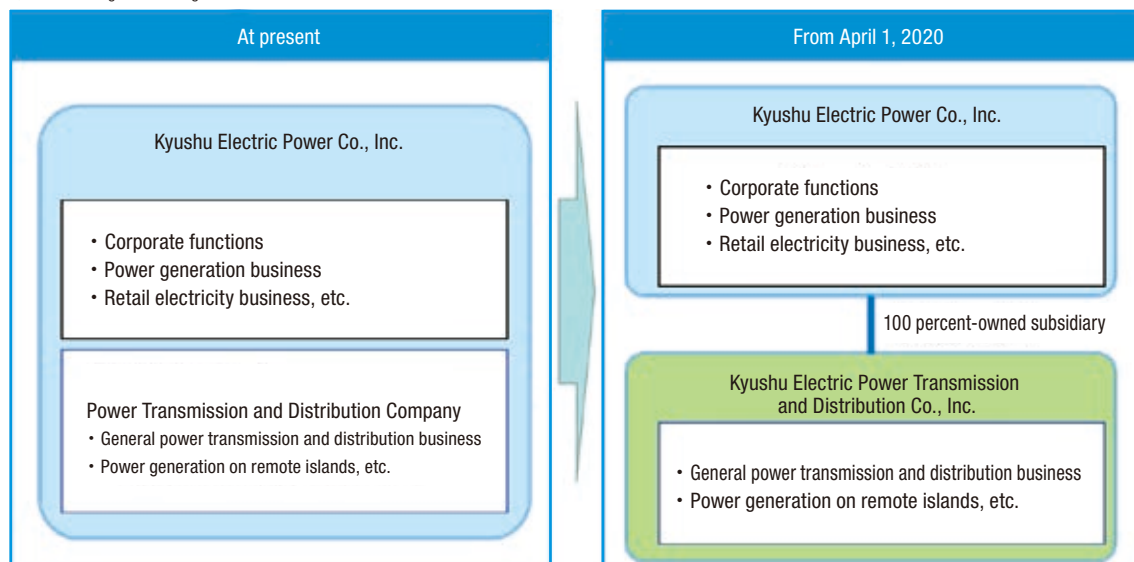 At present
Kyushu Electric Power Co., Inc.
• Corporate functions
• Power generation business
• Retail electricity business, etc.
Power Transmission and Distribution Company
• General power transmission and distribution business
• Power generation on remote islands, etc.
From April 1, 2020
Kyushu Electric Power Co., Inc.
• Corporate functions
• Power generation business
• Retail electricity business, etc.
100 percent-owned subsidiary
Kyushu Electric Power Transmission
and Distribution Co., Inc.
• General power transmission and distribution business
• Power generation on remote islands, etc.